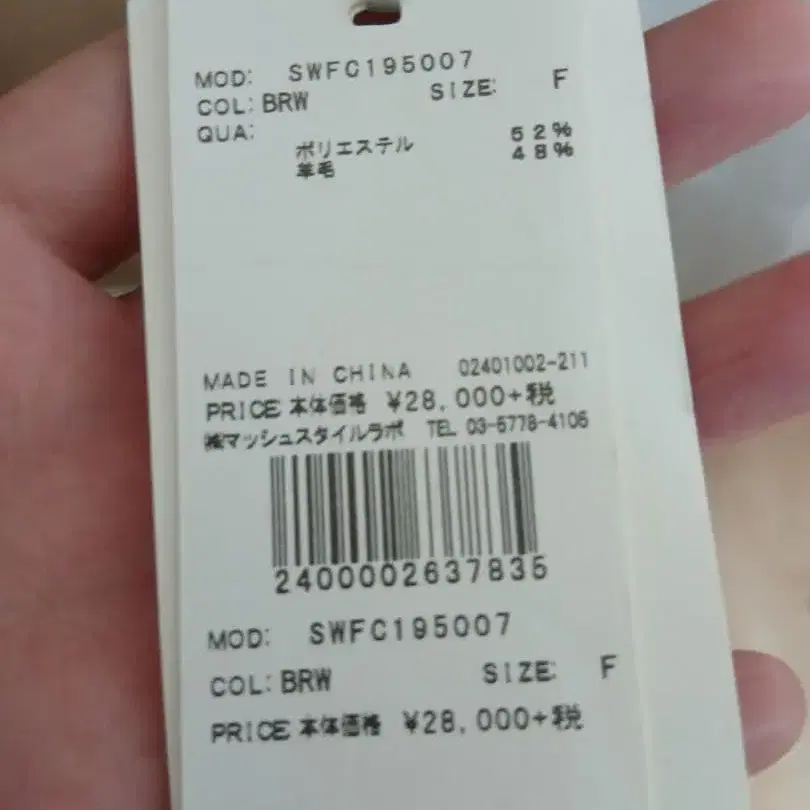 MOD: SWFC195007
COL: BRW SIZE: F
QUA:
ポリエステル 52%
羊毛 48%
MADE IN CHINA 02401002-211
PRICE 本体価格 ¥28,000+税
㈱マッシュスタイルラボ TEL 03-5778-4106
2400002637835
MOD: SWFC195007
COL: BRW SIZE: F
PRICE 本体価格 ¥28,000+税